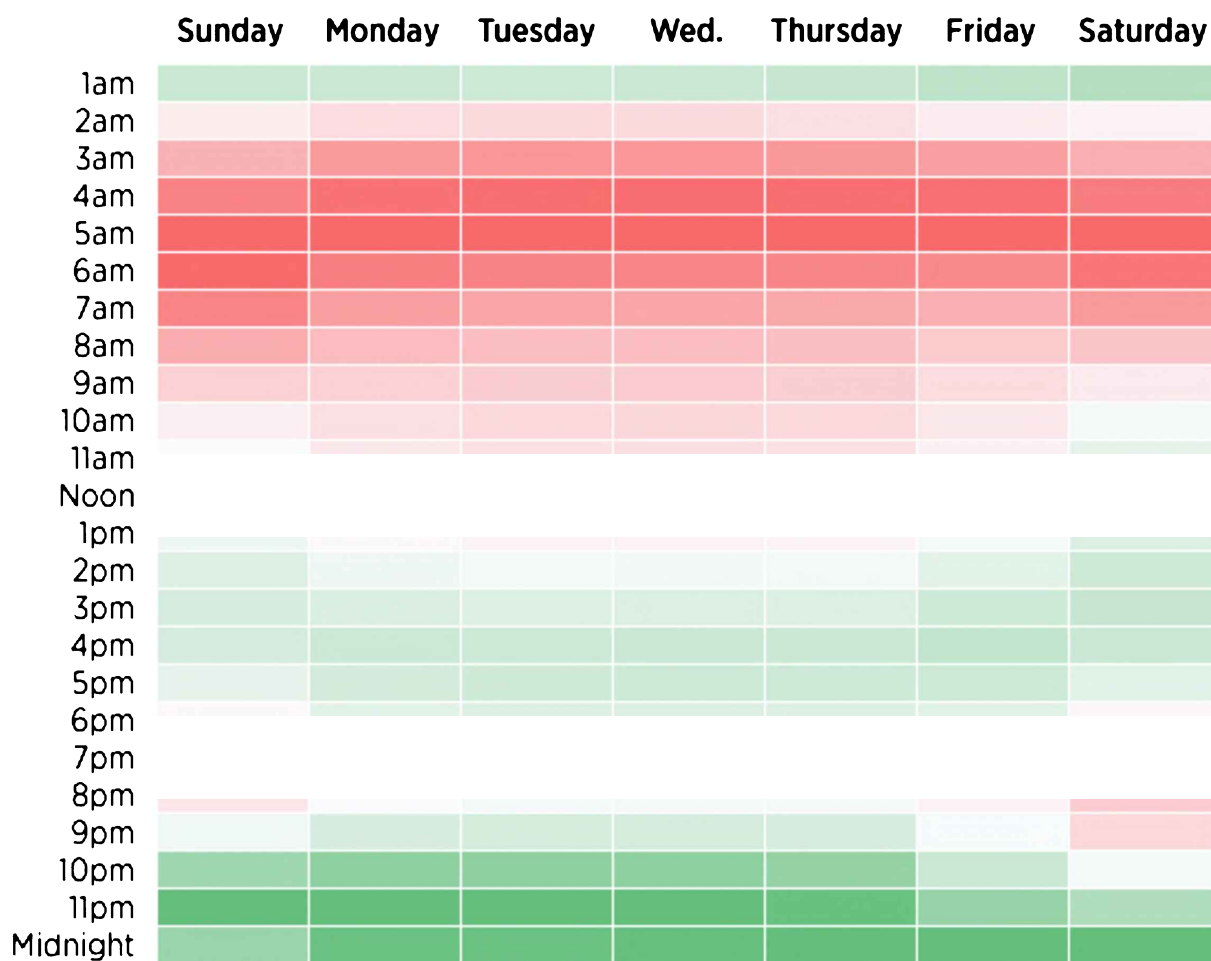 Sunday Monday Tuesday Wed. Thursday Friday Saturday
1am
2am
3am
4am
5am
6am
7am
8am
9am
10am
11am
Noon
1pm
2pm
3pm
4pm
5pm
6pm
7pm
8pm
9pm
10pm
11pm
Midnight